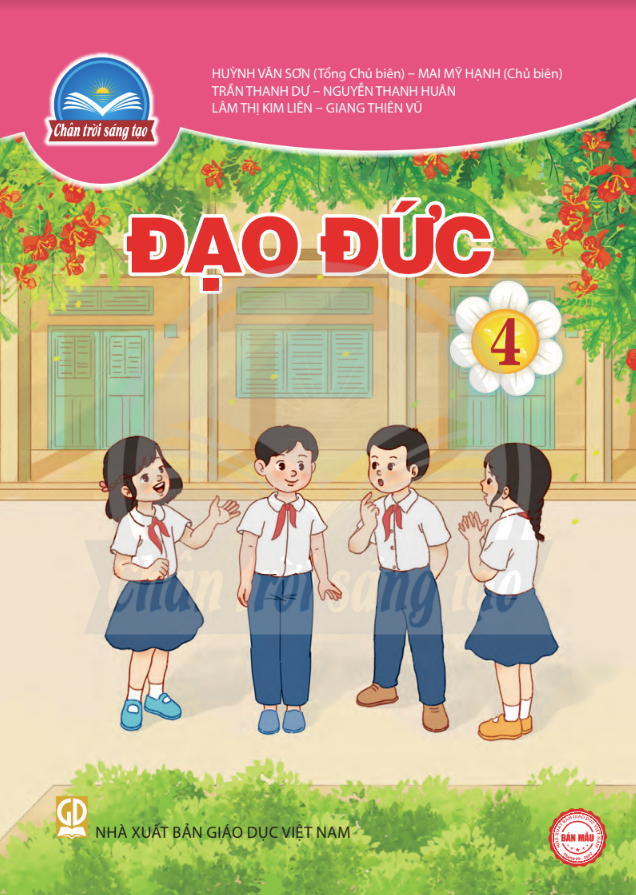 HUỲNH VĂN SƠN (Tổng Chủ biên) – MAI MỸ HẠNH (Chủ biên)
TRẦN THANH DƯ – NGUYỄN THANH HUÂN
LÂM THỊ KIM LIÊN – GIANG THIÊN VŨ
Chân trời sáng tạo
ĐẠO ĐỨC
4
Chân trời sáng tạo
GD
NHÀ XUẤT BẢN GIÁO DỤC VIỆT NAM
BẢN MẪU